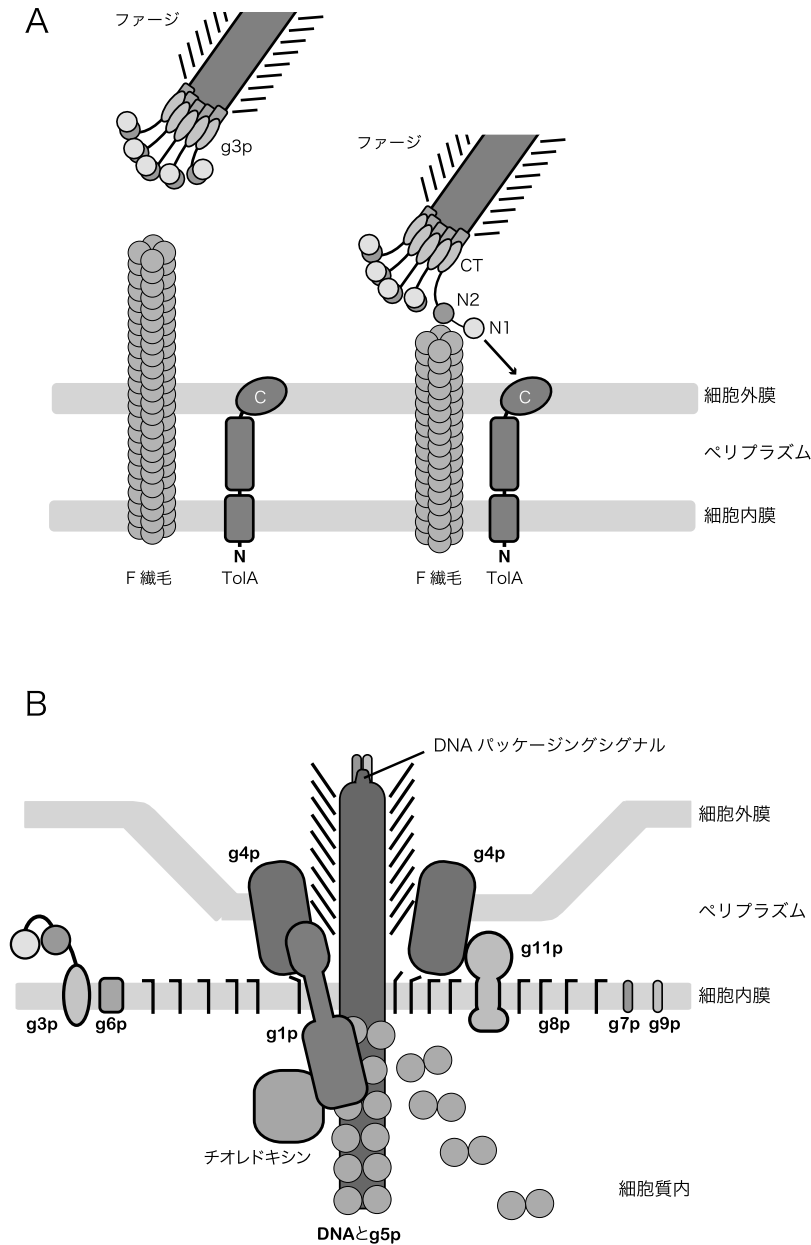 A
ファージ
g3p
ファージ
CT
N2
N1
C
C
細胞外膜
ペリプラズム
細胞内膜
N
N
F 繊毛
TolA
F 繊毛
TolA
B
DNA パッケージングシグナル
細胞外膜
g4p
g4p
ペリプラズム
g11p
細胞内膜
g3p
g6p
g1p
g8p
g7p
g9p
チオレドキシン
細胞質内
DNAとg5p